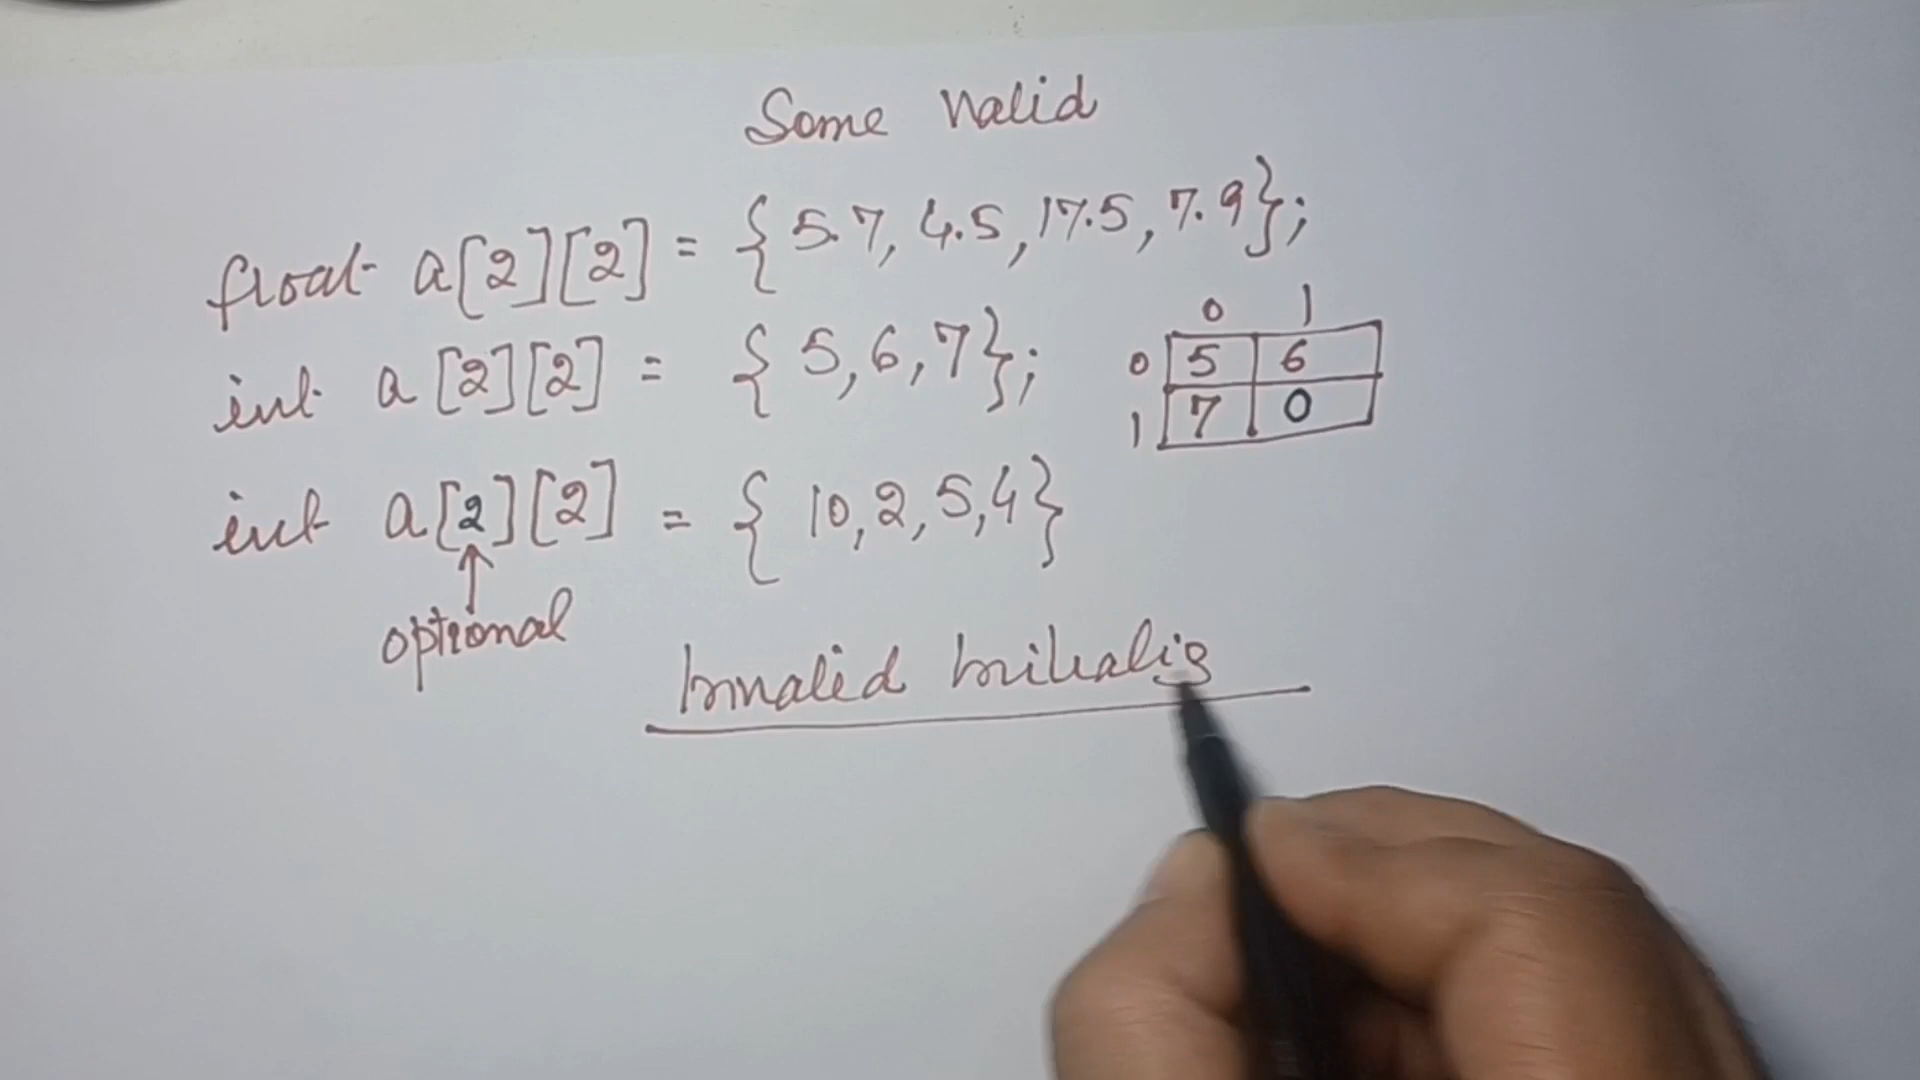 Some Valid
float a[2][2] = { 5.7, 4.5, 17.5, 7.9};
int a[2][2] = { 5, 6, 7};
0 1
0 5 6
1 7 0
int a[2][2] = { 10, 2, 5, 4}
optional
Invalid Initialis